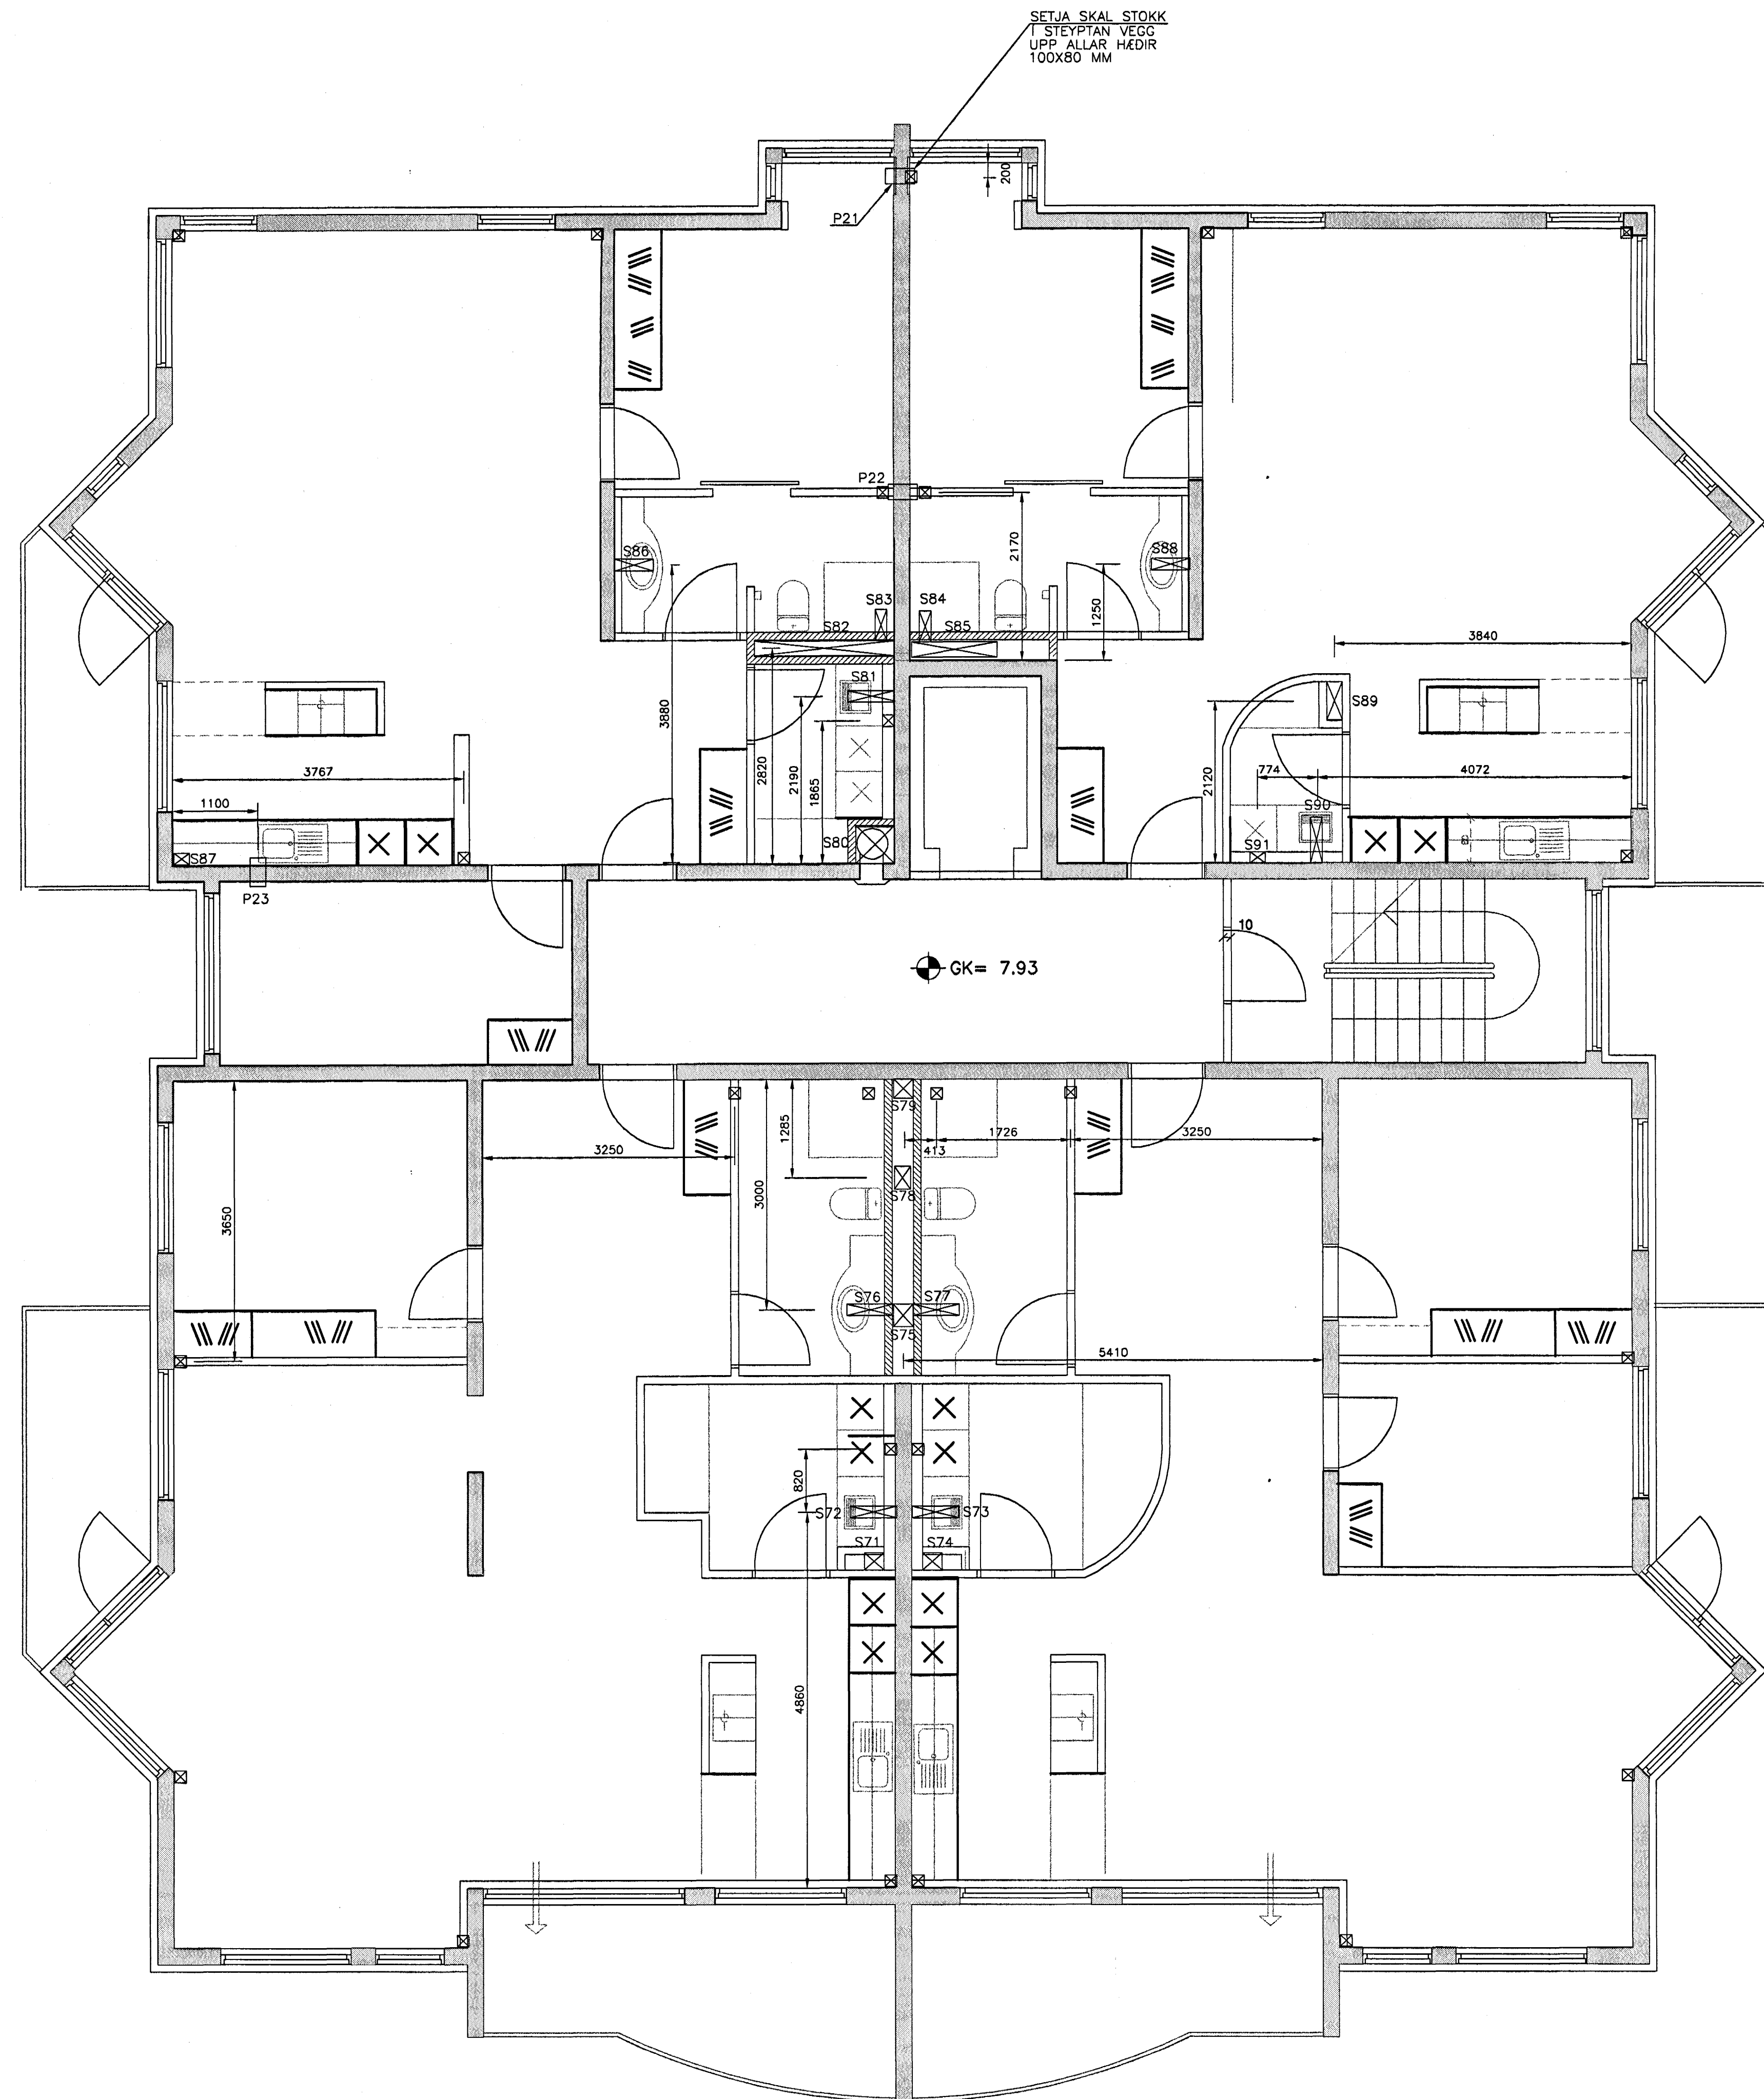 SETJA SKAL STOKK
Í STEYPTAN VEGG
UPP ALLAR HÆÐIR
100X80 MM
200
P21
P22
S86
S88
2170
1250
S83
S84
S82
S85
3840
S81
S89
3880
2820
2190
1865
2120
3767
774
4072
1100
S90
S80
S91
S87
P23
10
GK= 7.93
S79
1285
1726
3250
3250
413
3000
S78
3650
S76
S77
S75
5410
820
S72
S73
S71
S74
4860